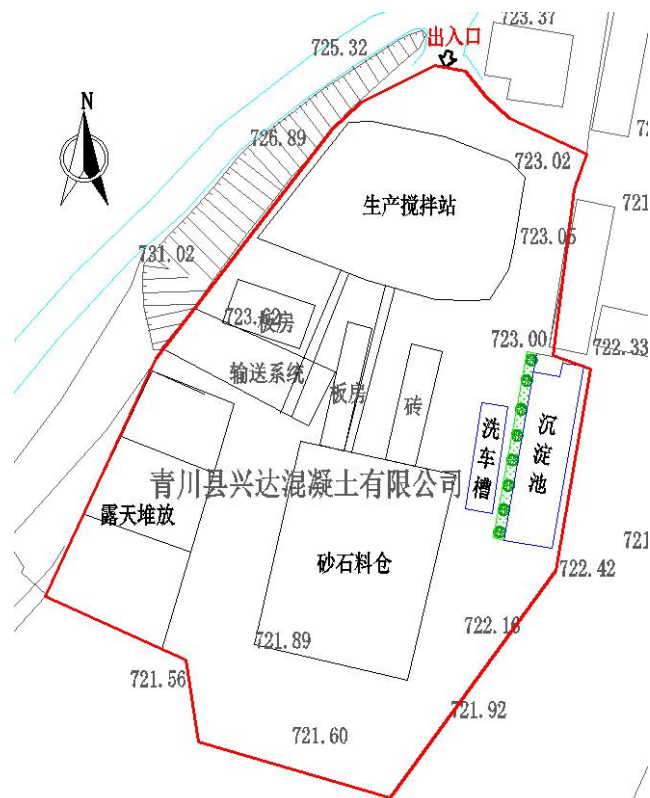 723.37
出入口
725.32
N
726.89
723.02
生产搅拌站
723.05
731.02
723.62
板房
723.00
722.33
输送系统
板房
砖
沉淀池
洗车槽
青川县兴达混凝土有限公司
露天堆放
砂石料仓
722.42
722.16
721.89
721.56
721.92
721.60